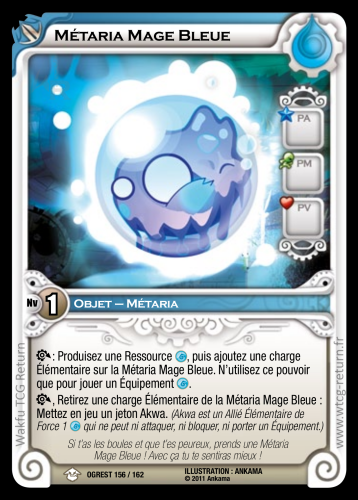 MÉTARIA MAGE BLEUE
PA
PM
PV
Nv 1 OBJET – MÉTARIA
: Produisez une Ressource , puis ajoutez une charge
Élémentaire sur la Métaria Mage Bleue. N'utilisez ce pouvoir
que pour jouer un Équipement .
, Retirez une charge Élémentaire de la Métaria Mage Bleue :
Mettez en jeu un jeton Akwa. (Akwa est un Allié Élémentaire de
Force 1 qui ne peut ni attaquer, ni bloquer, ni porter un Équipement.)
Si t'as les boules et que t'es peureux, prends une Métaria
Mage Bleue ! Avec ça tu te sentiras mieux !
OGREST 156 / 162
ILLUSTRATION : ANKAMA
© 2011 Ankama
Wakfu TCG Return
www.wtcg-return.fr